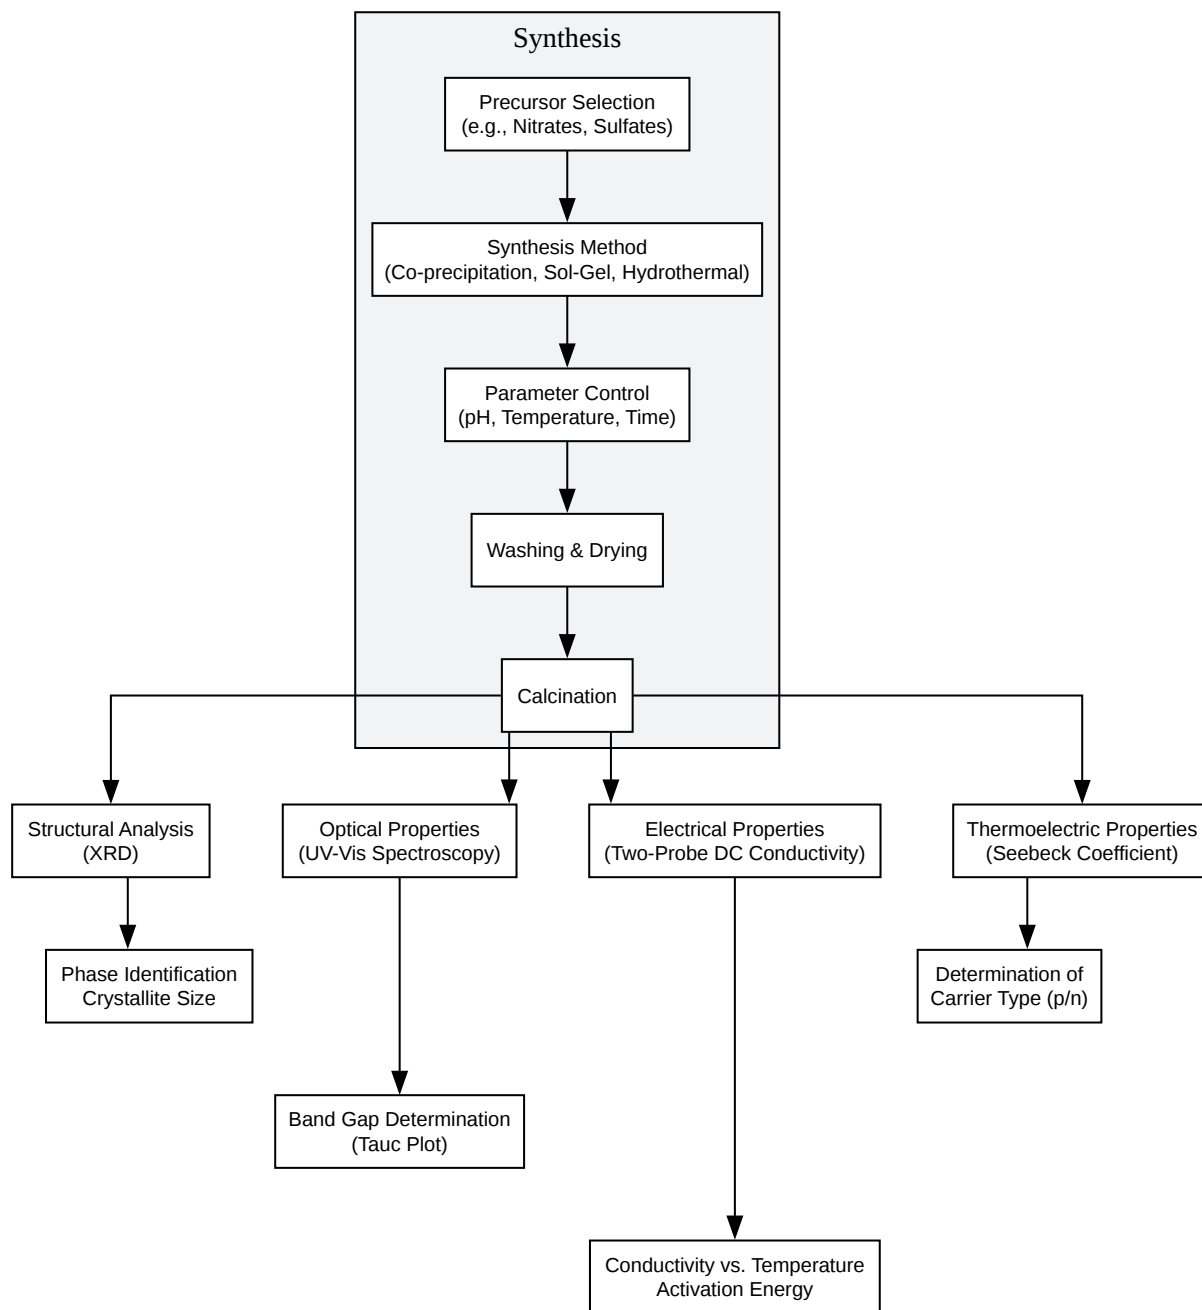 Synthesis
Precursor Selection
(e.g., Nitrates, Sulfates)
Synthesis Method
(Co-precipitation, Sol-Gel, Hydrothermal)
Parameter Control
(pH, Temperature, Time)
Washing & Drying
Calcination
Structural Analysis
(XRD)
Optical Properties
(UV-Vis Spectroscopy)
Electrical Properties
(Two-Probe DC Conductivity)
Thermoelectric Properties
(Seebeck Coefficient)
Phase Identification
Crystallite Size
Determination of
Carrier Type (p/n)
Band Gap Determination
(Tauc Plot)
Conductivity vs. Temperature
Activation Energy